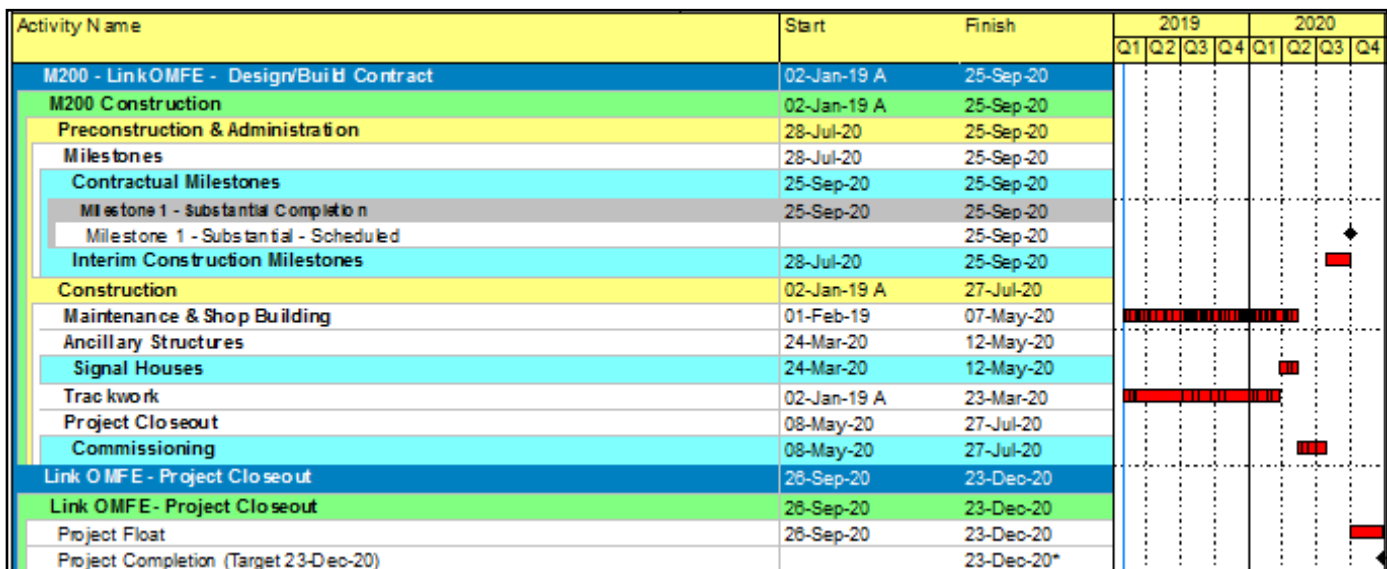 Activity Name Start Finish 2019 2020
Q1 Q2 Q3 Q4 Q1 Q2 Q3 Q4
M200 - LinkOMFE - Design/Build Contract 02-Jan-19 A 25-Sep-20
M200 Construction 02-Jan-19 A 25-Sep-20
Preconstruction & Administration 28-Jul-20 25-Sep-20
Milestones 28-Jul-20 25-Sep-20
Contractual Milestones 25-Sep-20 25-Sep-20
Milestone 1 - Substantial Completion 25-Sep-20 25-Sep-20
Milestone 1 - Substantial - Scheduled 25-Sep-20
Interim Construction Milestones 28-Jul-20 25-Sep-20
Construction 02-Jan-19 A 27-Jul-20
Maintenance & Shop Building 01-Feb-19 07-May-20
Ancillary Structures 24-Mar-20 12-May-20
Signal Houses 24-Mar-20 12-May-20
Trackwork 02-Jan-19 A 23-Mar-20
Project Closeout 08-May-20 27-Jul-20
Commissioning 08-May-20 27-Jul-20
Link OMFE - Project Closeout 26-Sep-20 23-Dec-20
Link OMFE- Project Closeout 26-Sep-20 23-Dec-20
Project Float 26-Sep-20 23-Dec-20
Project Completion (Target 23-Dec-20) 23-Dec-20*